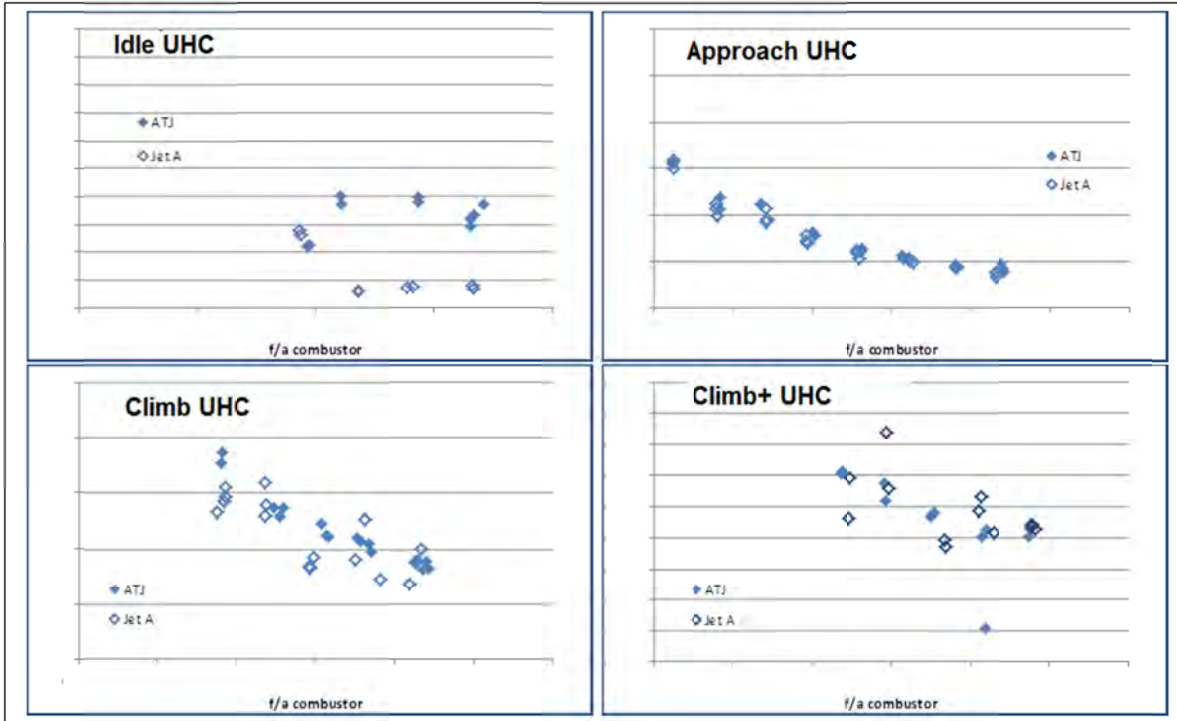 Idle UHC
ATJ
Jet A
f/a combustor
Approach UHC
ATJ
Jet A
f/a combustor
Climb UHC
ATJ
Jet A
f/a combustor
Climb+ UHC
ATJ
Jet A
f/a combustor